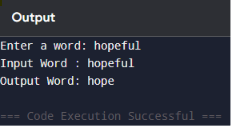 Output
Enter a word: hopeful
Input Word : hopeful
Output Word: hope
=== Code Execution Successful ===